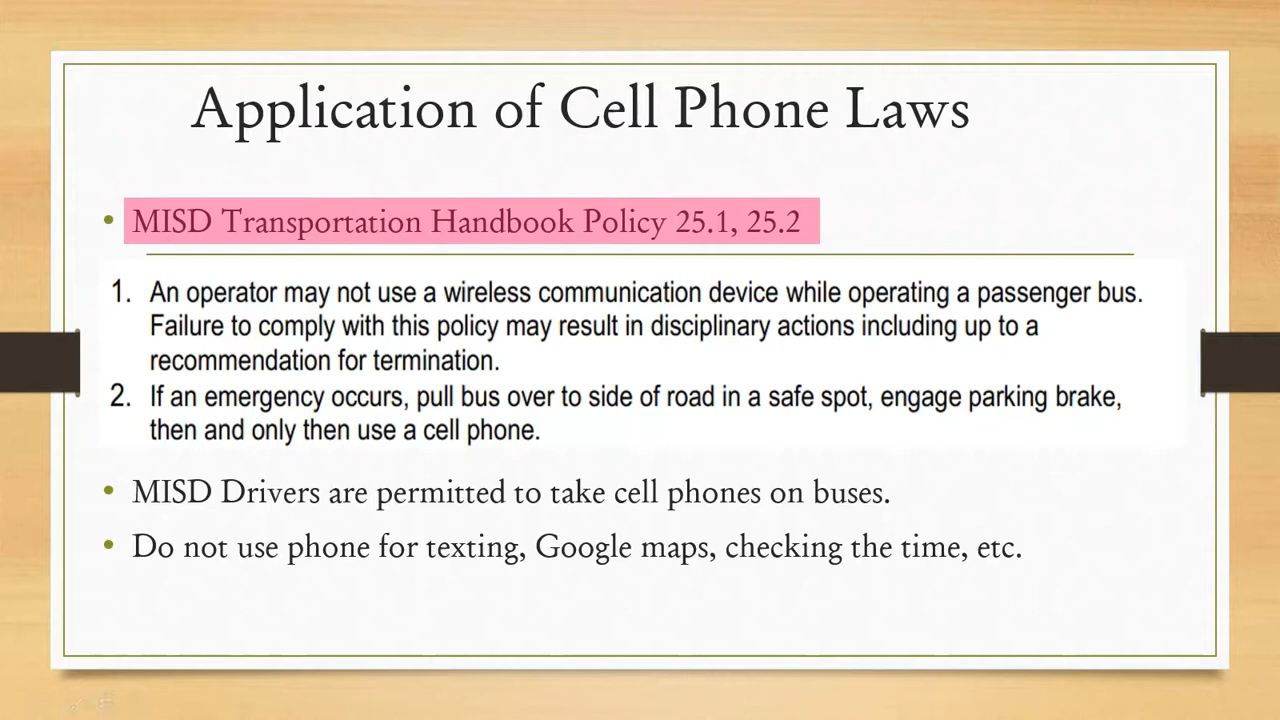 Application of Cell Phone Laws
• MISD Transportation Handbook Policy 25.1, 25.2
1. An operator may not use a wireless communication device while operating a passenger bus.
Failure to comply with this policy may result in disciplinary actions including up to a
recommendation for termination.
2. If an emergency occurs, pull bus over to side of road in a safe spot, engage parking brake,
then and only then use a cell phone.
• MISD Drivers are permitted to take cell phones on buses.
• Do not use phone for texting, Google maps, checking the time, etc.